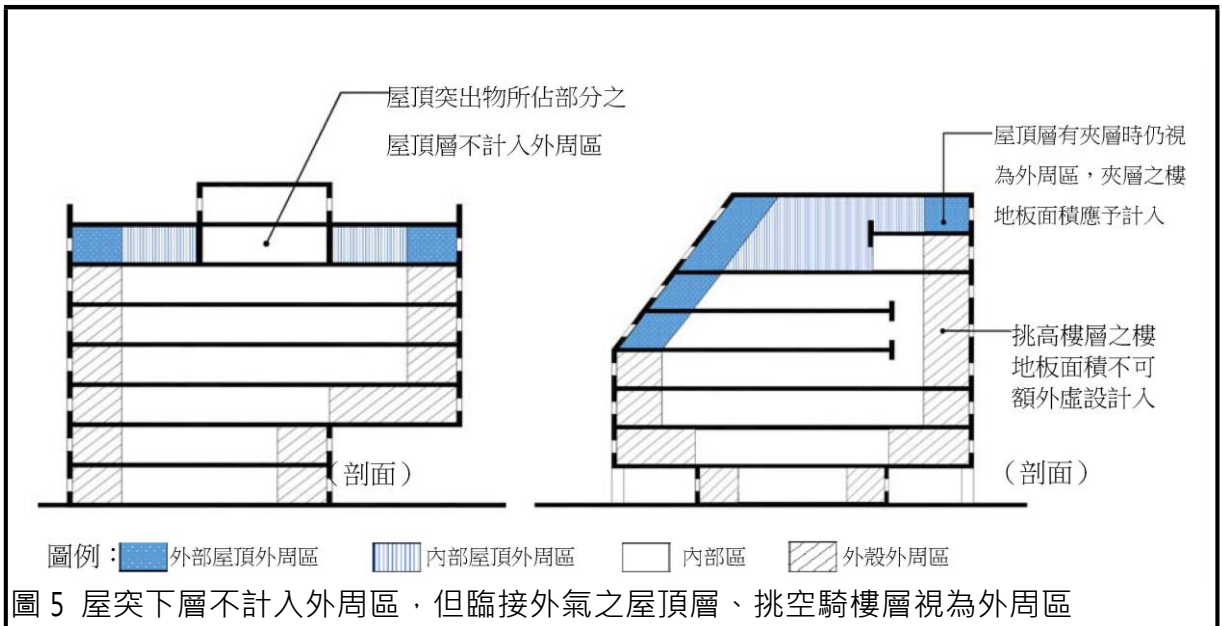 屋頂突出物所佔部分之
屋頂層不計入外周區
屋頂層有夾層時仍視
為外周區，夾層之樓
地板面積應予計入
挑高樓層之樓
地板面積不可
額外虛設計入
（剖面）
（剖面）
圖例：外部屋頂外周區 內部屋頂外周區 內部區 外殼外周區
圖 5 屋突下層不計入外周區，但臨接外氣之屋頂層、挑空騎樓層視為外周區